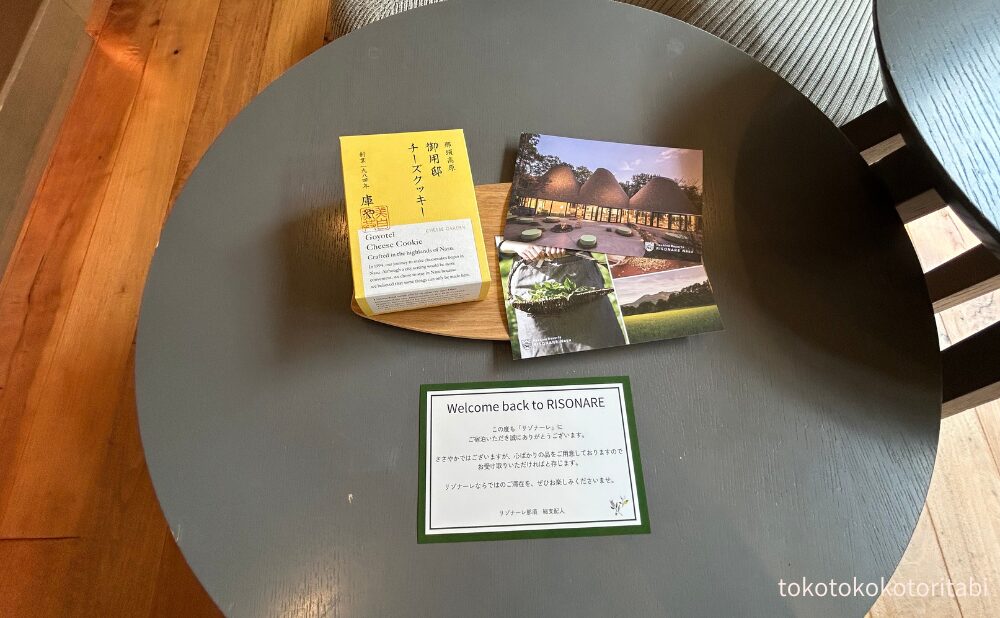 那須高原
御用邸
チーズクッキー
創業一九八四年
庫や
Goyotei
Cheese Cookie
CHEESE GARDEN
Crafted in the highlands of Nasu
RISONARE Nasu
RISONARE Nasu
Welcome back to RISONARE
この度も「リゾナーレ」に
ご宿泊いただき誠にありがとうございます。
ささやかではございますが、心ばかりの品をご用意しておりますので
お受け取りいただければと存じます。
リゾナーレならではのご滞在を、ぜひお楽しみくださいませ。
リゾナーレ那須 総支配人
tokotokokotoritabi